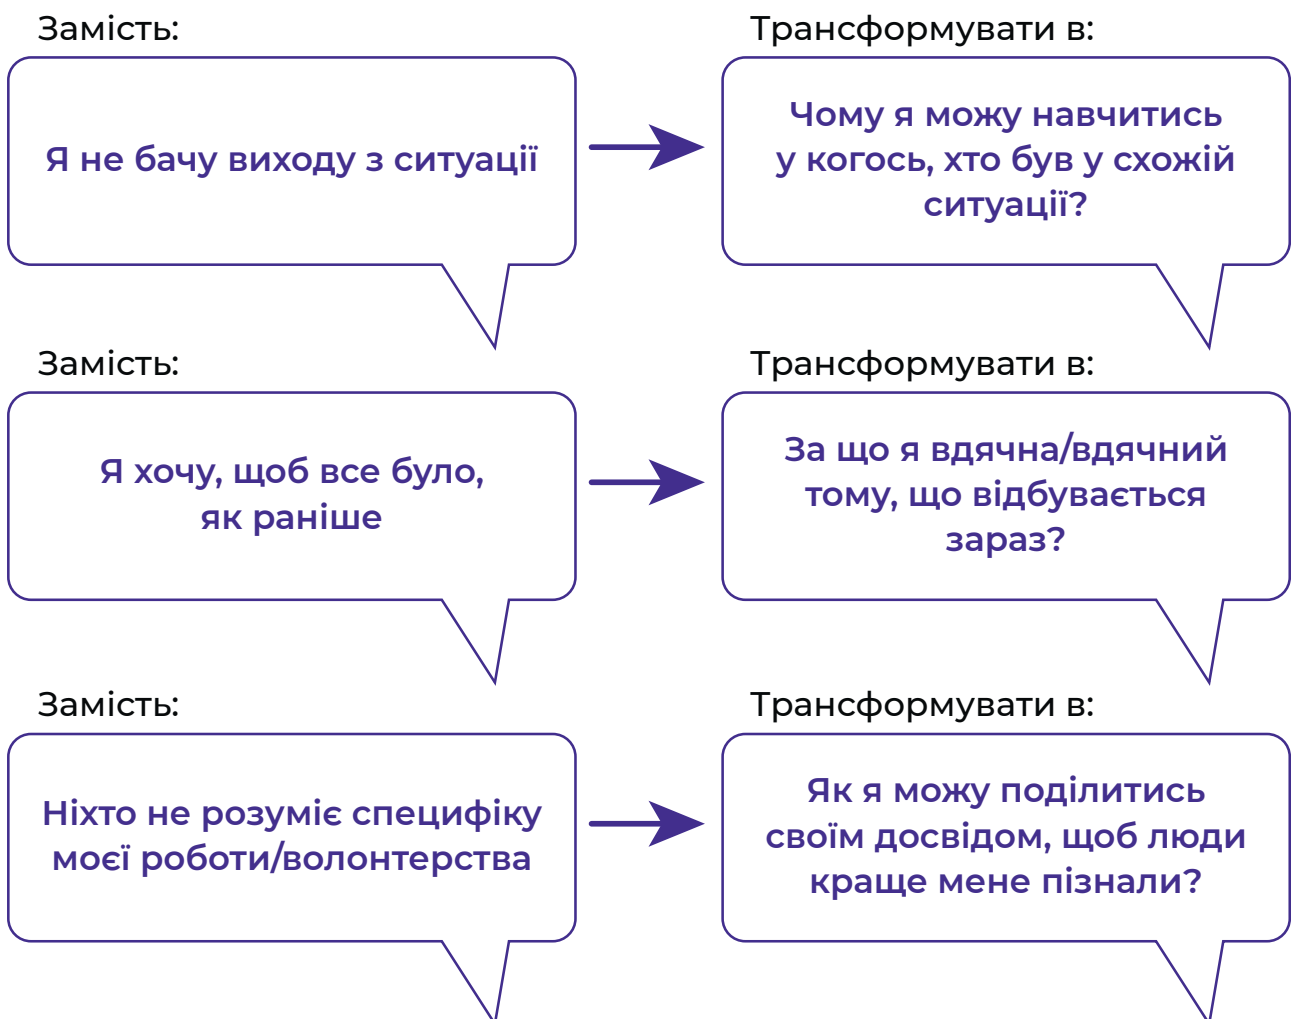 Замість:
Я не бачу виходу з ситуації
Трансформувати в:
Чому я можу навчитись
у когось, хто був у схожій
ситуації?
Замість:
Я хочу, щоб все було,
як раніше
Трансформувати в:
За що я вдячна/вдячний
тому, що відбувається
зараз?
Замість:
Ніхто не розуміє специфіку
моєї роботи/волонтерства
Трансформувати в:
Як я можу поділитись
своїм досвідом, щоб люди
краще мене пізнали?